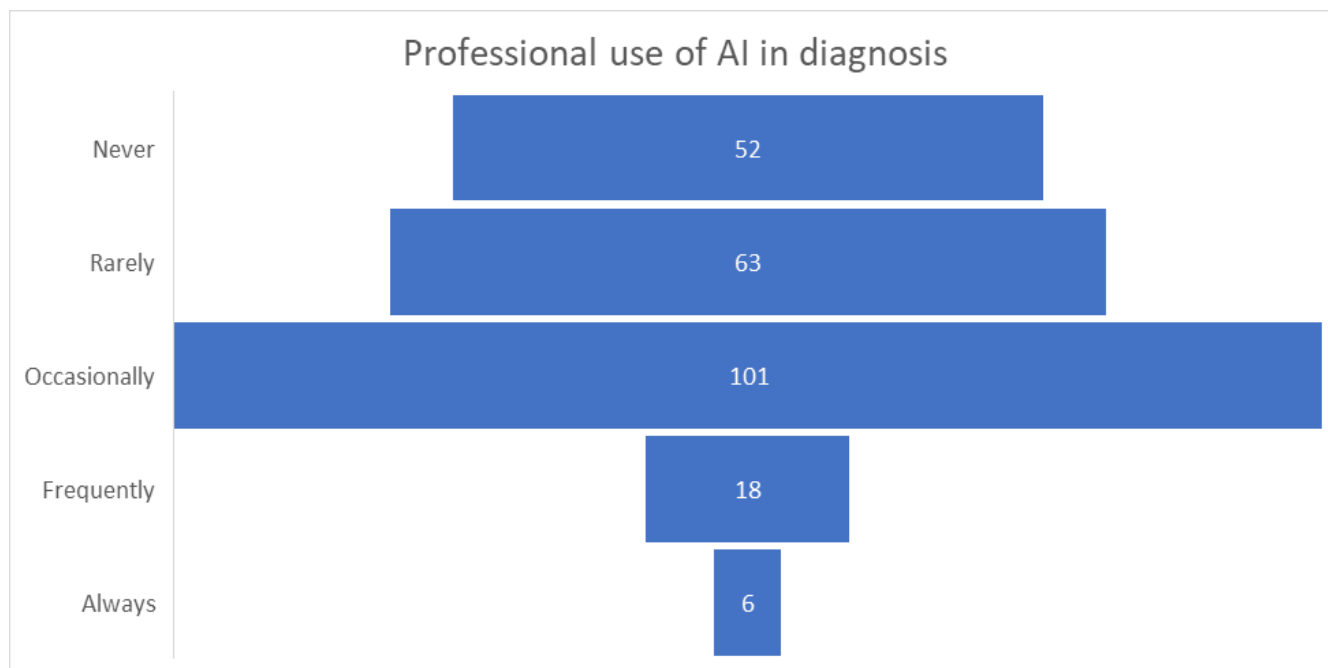 Professional use of AI in diagnosis
Never 52
Rarely 63
Occasionally 101
Frequently 18
Always 6